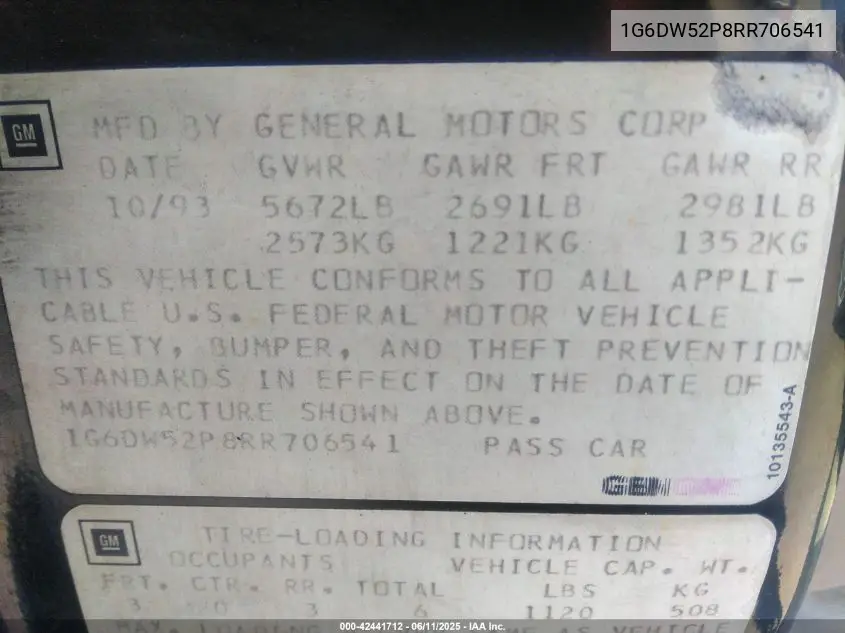 1G6DW52P8RR706541
GM
MFD BY GENERAL MOTORS CORP
DATE GVWR GAWR FRT GAWR RR
10/93 5672LB 2691LB 2981LB
2573KG 1221KG 1352KG
THIS VEHICLE CONFORMS TO ALL APPLI-
CABLE U.S. FEDERAL MOTOR VEHICLE
SAFETY, BUMPER, AND THEFT PREVENTION
STANDARDS IN EFFECT ON THE DATE OF
MANUFACTURE SHOWN ABOVE.
1G6DW52P8RR706541 PASS CAR
10135543-A
GM
TIRE-LOADING INFORMATION
OCCUPANTS VEHICLE CAP. WT.
FRT. CTR. RR. TOTAL LBS KG
3 0 3 6 1120 508
MAX. LOADING AS VEHICLE
000-42441712 - 06/11/2025 - IAA Inc.